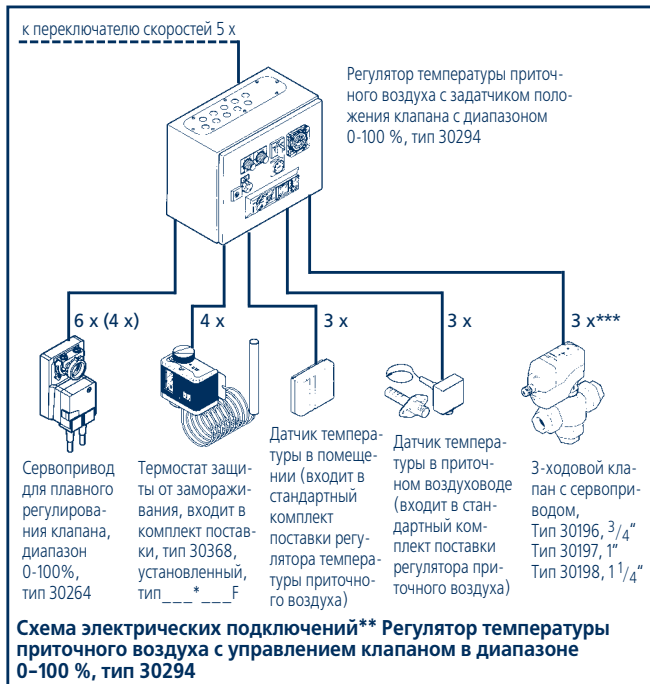 к переключателю скоростей 5 x
Регулятор температуры приточ-
ного воздуха с задатчиком поло-
жения клапана с диапазоном
0-100 %, тип 30294
6 x (4 x)
4 x
3 x
3 x
3 x***
Сервопривод
для плавного
регулирова-
ния клапана,
диапазон
0-100%,
тип 30264
Термостат защи-
ты от заморажи-
вания, входит в
комплект постав-
ки, тип 30368,
установленный,
тип___*___F
Датчик темпера-
туры в помеще-
нии (входит в
стандартный
комплект
поставки регу-
лятора темпера-
туры приточно-
го воздуха)
Датчик темпера-
туры в приточ-
ном воздуховоде
(входит в стан-
дартный ком-
плект поставки
регулятора при-
точного воздуха)
3-ходовой кла-
пан с сервопри-
водом,
Тип 30196, 3/4“
Тип 30197, 1“
Тип 30198, 1 1/4“
Схема электрических подключений** Регулятор температуры
приточного воздуха с управлением клапаном в диапазоне
0–100 %, тип 30294